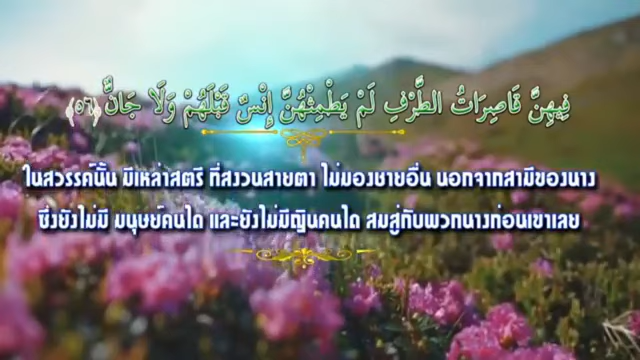 فِيهِنَّ قَاصِرَاتُ الطَّرْفِ لَمْ يَطْمِثْهُنَّ إِنْسٌ قَبْلَهُمْ وَلَا جَانٌّ ﴿٥٦﴾
ในสวรรค์นั้น มีเหล่าสตรี ที่สงวนสายตา ไม่มองชายอื่น นอกจากสามีของนาง
ซึ่งยังไม่มี มนุษย์คนใด และยังไม่มีญินคนใด สมสู่กับพวกนางก่อนเขาเลย